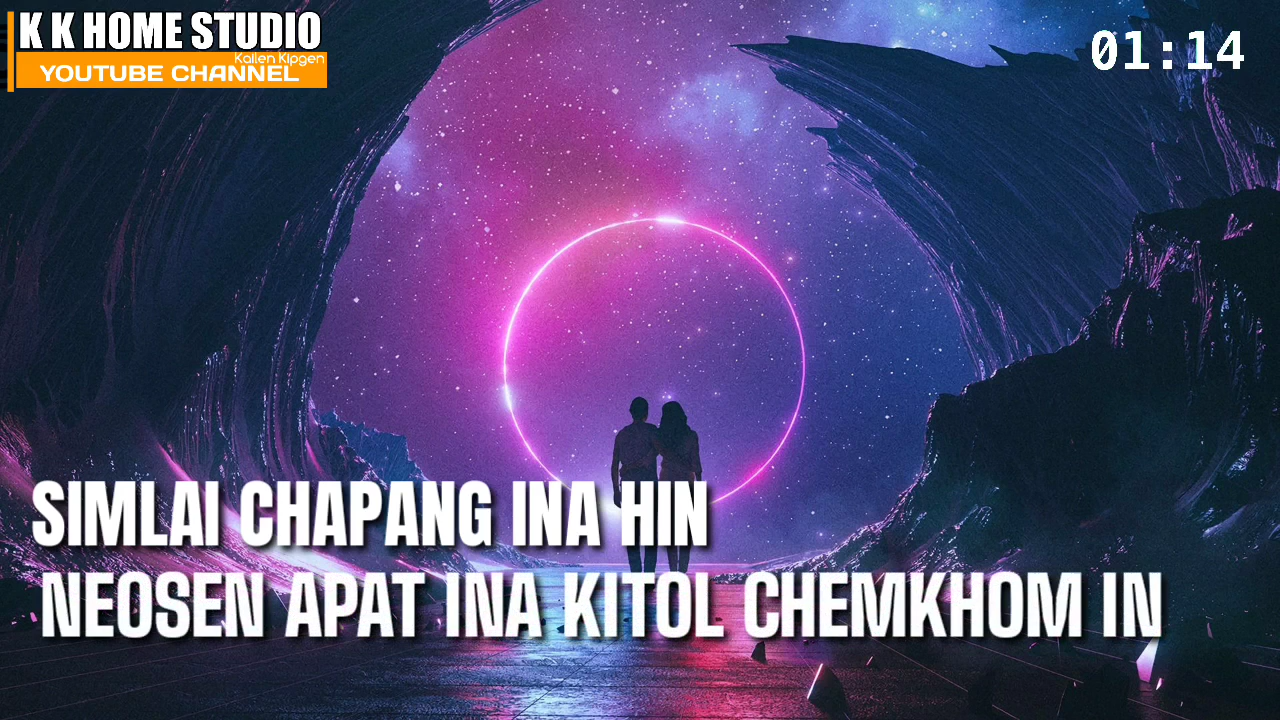 K K HOME STUDIO
Kailen Kipgen
YOUTUBE CHANNEL
01:14
SIMLAI CHAPANG INA HIN
NEOSEN APAT INA KITOL CHEMKHOM IN